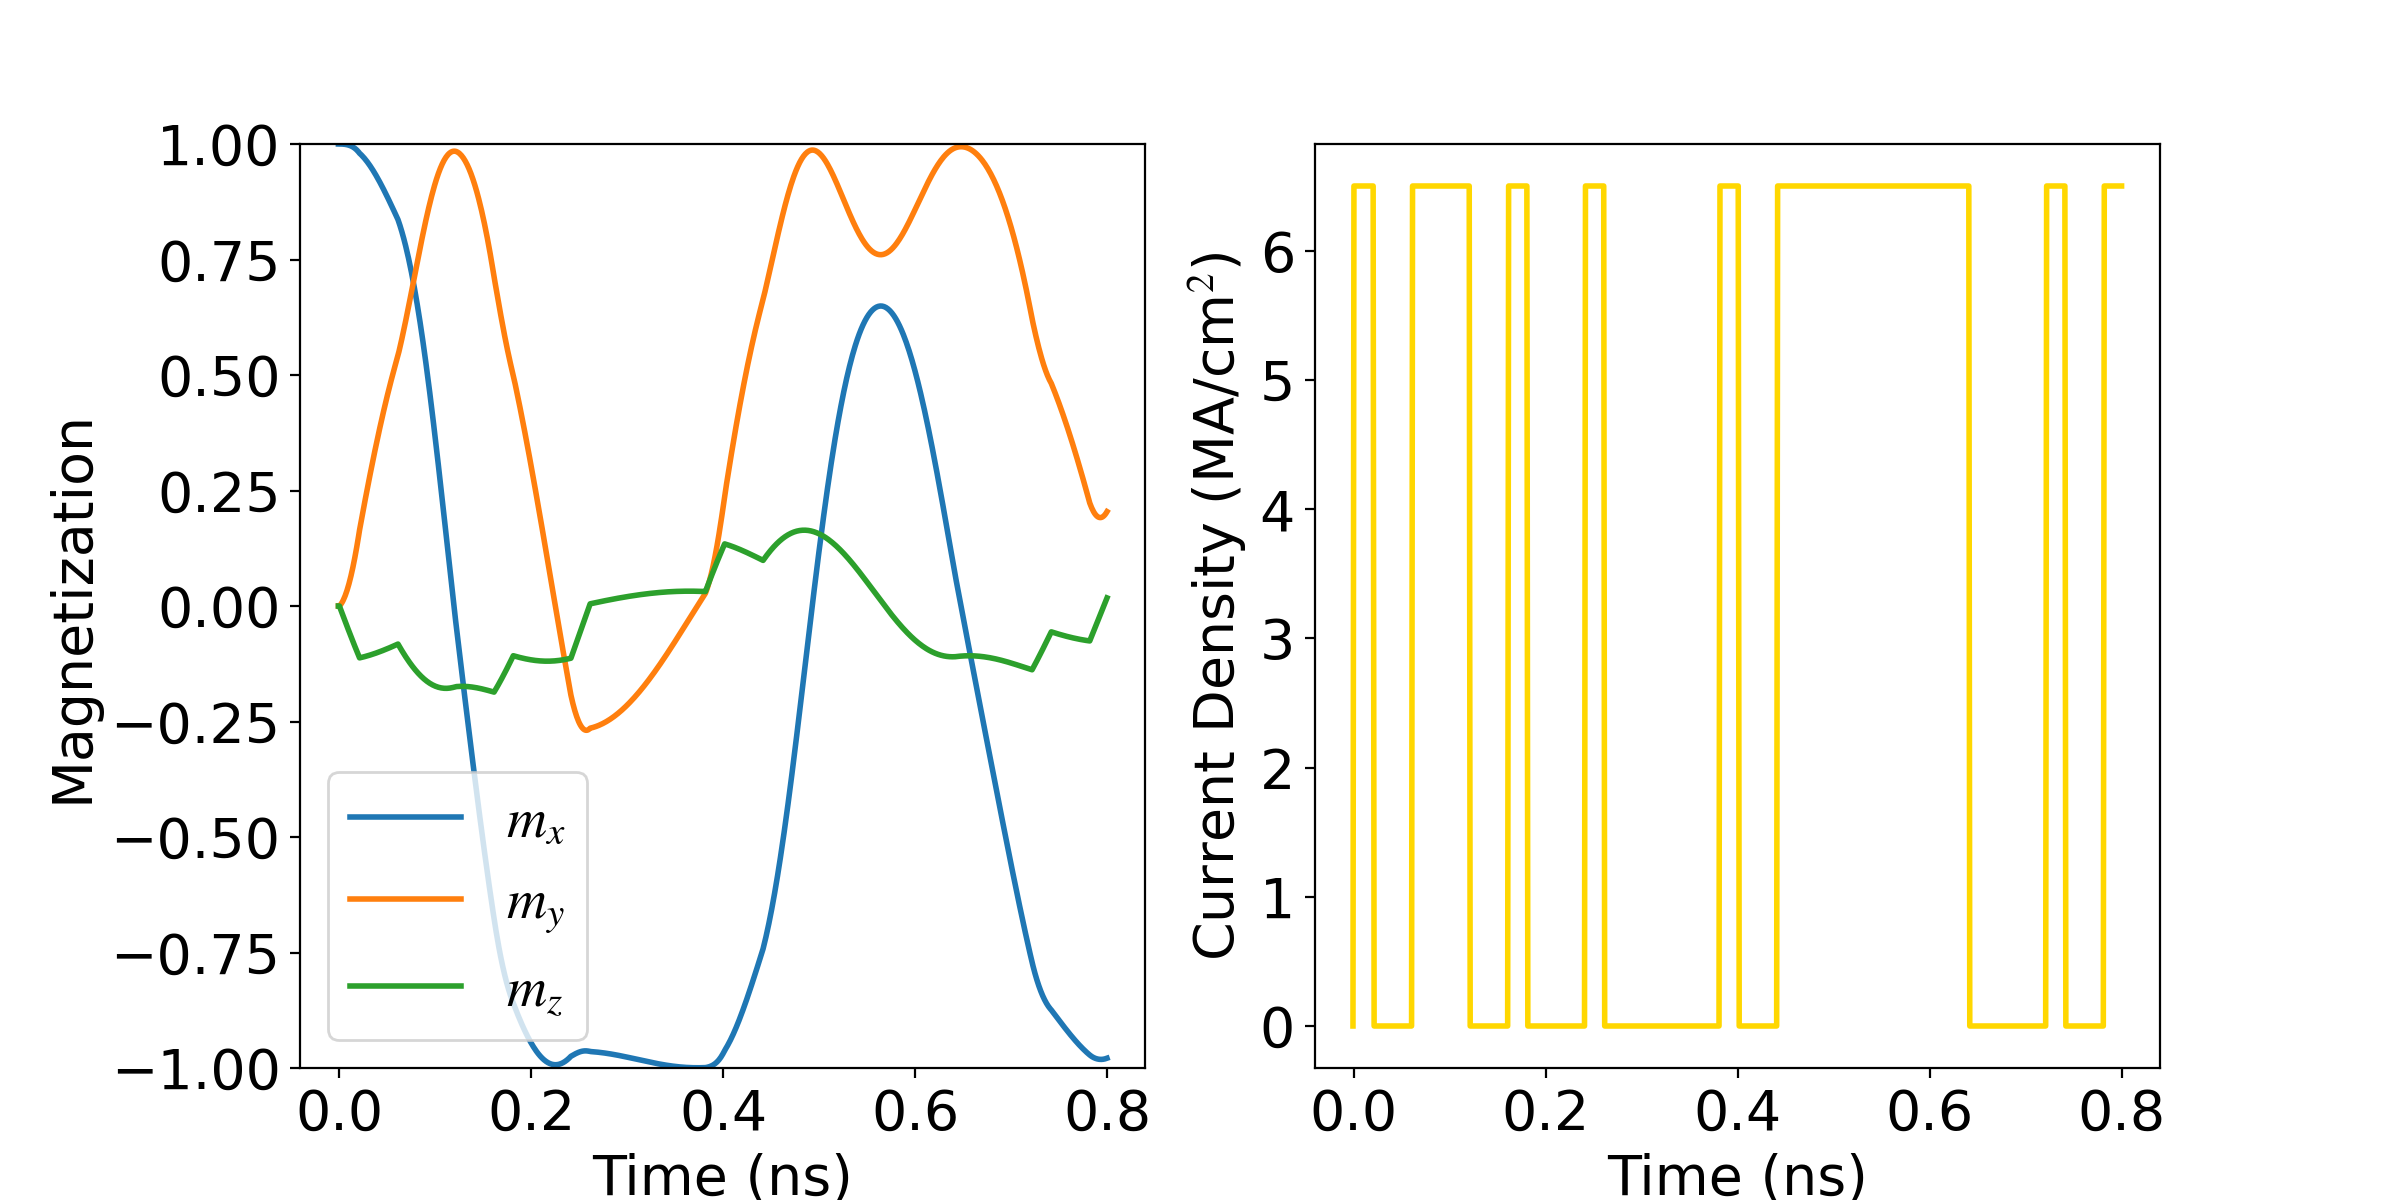 Magnetization
1.00
0.75
0.50
0.25
0.00
−0.25
−0.50
−0.75
−1.00
m_x
m_y
m_z
0.0 0.2 0.4 0.6 0.8
Time (ns)
Current Density (MA/cm²)
6
5
4
3
2
1
0
0.0 0.2 0.4 0.6 0.8
Time (ns)